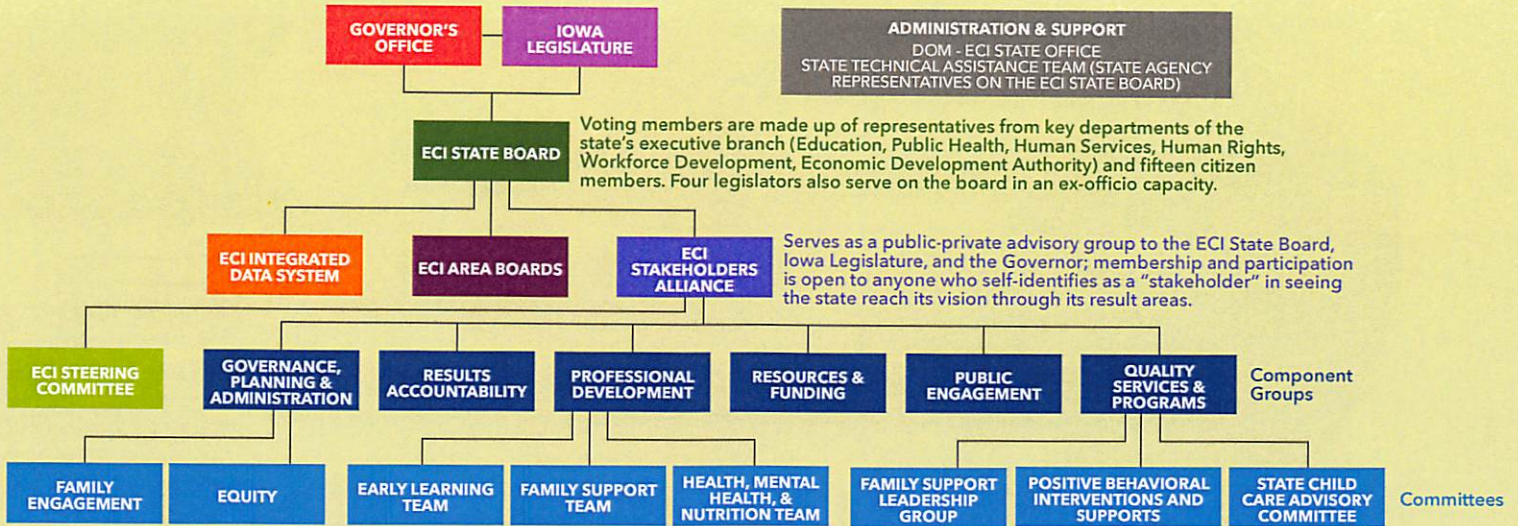 GOVERNOR'S
OFFICE
IOWA
LEGISLATURE
ADMINISTRATION & SUPPORT
DOM - ECI STATE OFFICE
STATE TECHNICAL ASSISTANCE TEAM (STATE AGENCY
REPRESENTATIVES ON THE ECI STATE BOARD)
ECI STATE BOARD
Voting members are made up of representatives from key departments of the
state's executive branch (Education, Public Health, Human Services, Human Rights,
Workforce Development, Economic Development Authority) and fifteen citizen
members. Four legislators also serve on the board in an ex-officio capacity.
ECI INTEGRATED
DATA SYSTEM
ECI AREA BOARDS
ECI
STAKEHOLDERS
ALLIANCE
Serves as a public-private advisory group to the ECI State Board,
Iowa Legislature, and the Governor; membership and participation
is open to anyone who self-identifies as a "stakeholder" in seeing
the state reach its vision through its result areas.
ECI STEERING
COMMITTEE
GOVERNANCE,
PLANNING &
ADMINISTRATION
RESULTS
ACCOUNTABILITY
PROFESSIONAL
DEVELOPMENT
RESOURCES &
FUNDING
PUBLIC
ENGAGEMENT
QUALITY
SERVICES &
PROGRAMS
Component
Groups
FAMILY
ENGAGEMENT
EQUITY
EARLY LEARNING
TEAM
FAMILY SUPPORT
TEAM
HEALTH, MENTAL
HEALTH, &
NUTRITION TEAM
FAMILY SUPPORT
LEADERSHIP
GROUP
POSITIVE BEHAVIORAL
INTERVENTIONS AND
SUPPORTS
STATE CHILD
CARE ADVISORY
COMMITTEE
Committees